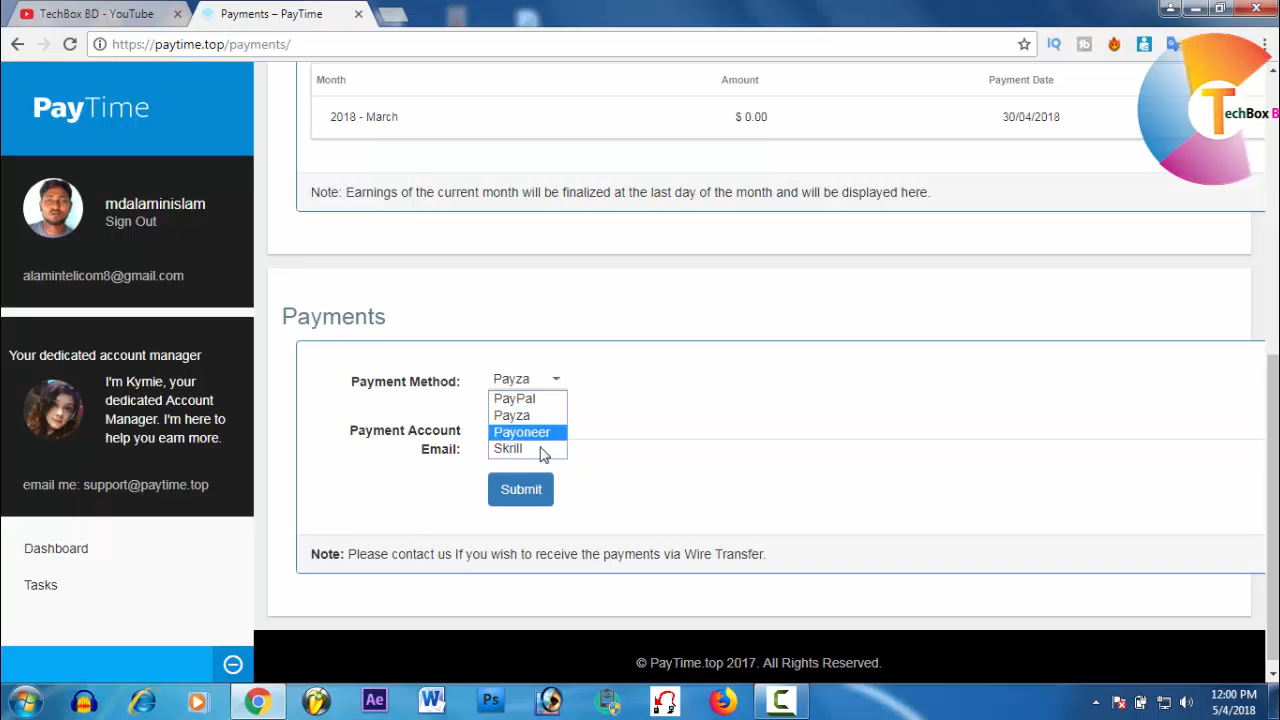 TechBox BD - YouTube
Payments – PayTime
https://paytime.top/payments/
PayTime
mdalaminislam
Sign Out
alamintelicom8@gmail.com
Your dedicated account manager
I'm Kymie, your
dedicated Account
Manager. I'm here to
help you earn more.
email me: support@paytime.top
Dashboard
Tasks
Month Amount Payment Date
2018 - March $ 0.00 30/04/2018
TechBox B
Note: Earnings of the current month will be finalized at the last day of the month and will be displayed here.
Payments
Payment Method: Payza
PayPal
Payza
Payoneer
Skrill
Payment Account
Email:
Submit
Note: Please contact us If you wish to receive the payments via Wire Transfer.
© PayTime.top 2017. All Rights Reserved.
IQ
tb
Ae
W
Ps
C
12:00 PM
5/4/2018